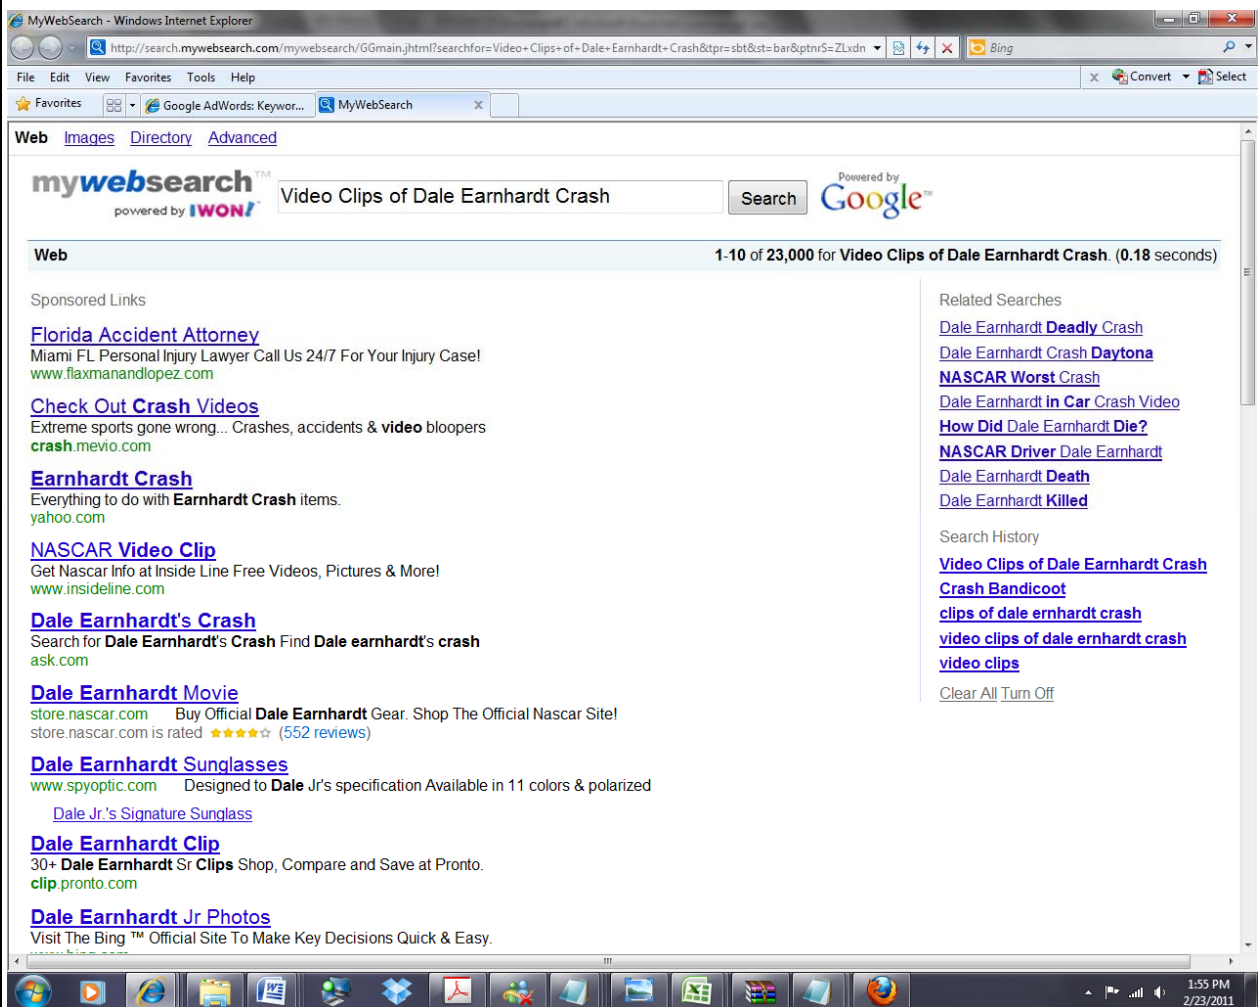 MyWebSearch - Windows Internet Explorer
http://search.mywebsearch.com/mywebsearch/GGmain.jhtml?searchfor=Video+Clips+of+Dale+Earnhardt+Crash&tpr=sbt&st=bar&ptnrS=ZLxdn
Bing
File Edit View Favorites Tools Help
x Convert Select
Favorites Google AdWords: Keywor... MyWebSearch x
Web Images Directory Advanced
mywebsearch™
powered by IWON!
Video Clips of Dale Earnhardt Crash
Search
Powered by
Google™
Web 1-10 of 23,000 for Video Clips of Dale Earnhardt Crash. (0.18 seconds)
Sponsored Links
Florida Accident Attorney
Miami FL Personal Injury Lawyer Call Us 24/7 For Your Injury Case!
www.flaxmanandlopez.com
Check Out Crash Videos
Extreme sports gone wrong... Crashes, accidents & video bloopers
crash.mevio.com
Earnhardt Crash
Everything to do with Earnhardt Crash items.
yahoo.com
NASCAR Video Clip
Get Nascar Info at Inside Line Free Videos, Pictures & More!
www.insideline.com
Dale Earnhardt's Crash
Search for Dale Earnhardt's Crash Find Dale earnhardt's crash
ask.com
Dale Earnhardt Movie
store.nascar.com Buy Official Dale Earnhardt Gear. Shop The Official Nascar Site!
store.nascar.com is rated (552 reviews)
Dale Earnhardt Sunglasses
www.spyoptic.com Designed to Dale Jr's specification Available in 11 colors & polarized
Dale Jr.'s Signature Sunglass
Dale Earnhardt Clip
30+ Dale Earnhardt Sr Clips Shop, Compare and Save at Pronto.
clip.pronto.com
Dale Earnhardt Jr Photos
Visit The Bing ™ Official Site To Make Key Decisions Quick & Easy.
www.bing.com
Related Searches
Dale Earnhardt Deadly Crash
Dale Earnhardt Crash Daytona
NASCAR Worst Crash
Dale Earnhardt in Car Crash Video
How Did Dale Earnhardt Die?
NASCAR Driver Dale Earnhardt
Dale Earnhardt Death
Dale Earnhardt Killed
Search History
Video Clips of Dale Earnhardt Crash
Crash Bandicoot
clips of dale ernhardt crash
video clips of dale ernhardt crash
video clips
Clear All Turn Off
1:55 PM
2/23/2011